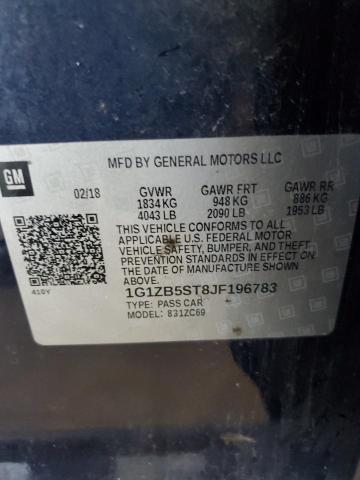 MFD BY GENERAL MOTORS LLC
GM
02/18 GVWR GAWR FRT GAWR RR
1834 KG 948 KG 886 KG
4043 LB 2090 LB 1953 LB
THIS VEHICLE CONFORMS TO ALL
APPLICABLE U.S. FEDERAL MOTOR
VEHICLE SAFETY, BUMPER, AND THEFT
PREVENTION STANDARDS IN EFFECT ON
THE DATE OF MANUFACTURE SHOWN
ABOVE.
1G1ZB5ST8JF196783
410Y TYPE: PASS CAR
MODEL: 831ZC69